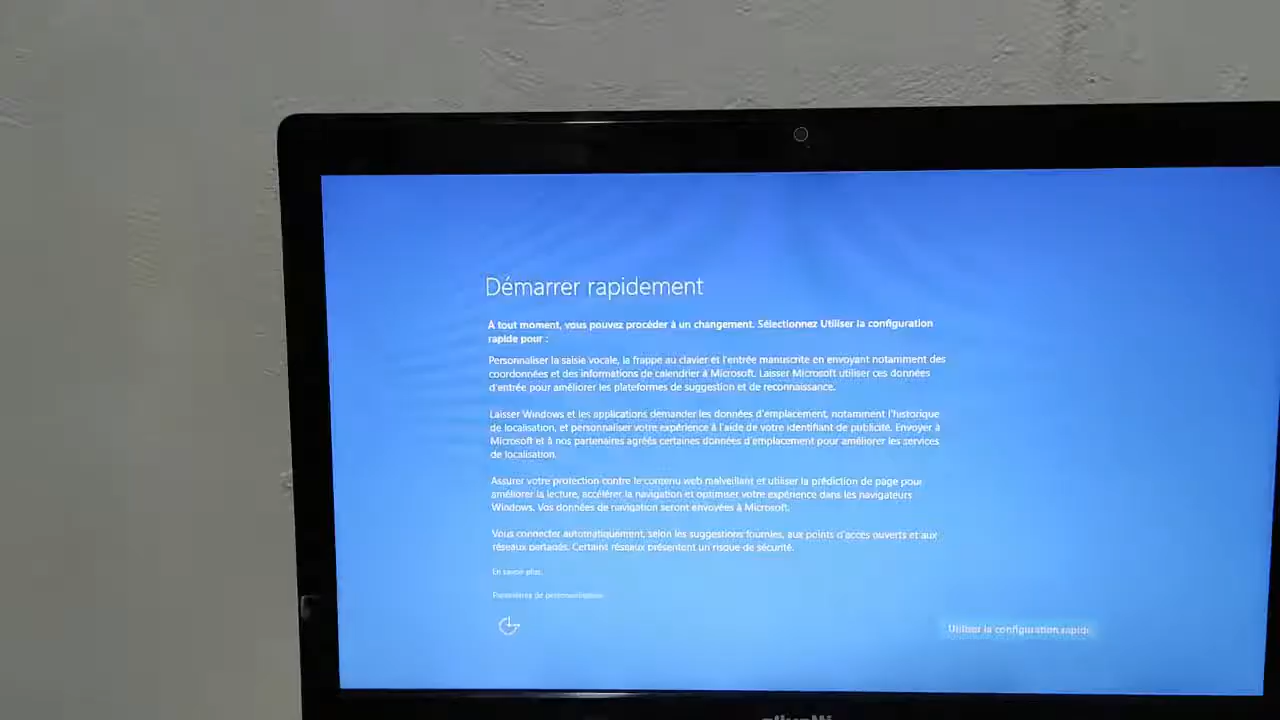 Démarrer rapidement
À tout moment, vous pouvez procéder à un changement. Sélectionnez Utiliser la configuration
rapide pour :
Personnaliser la saisie vocale, la frappe au clavier et l'entrée manuscrite en envoyant notamment des
coordonnées et des informations de calendrier à Microsoft. Laisser Microsoft utiliser ces données
d'entrée pour améliorer les plateformes de suggestion et de reconnaissance.
Laisser Windows et les applications demander les données d'emplacement, notamment l'historique
de localisation, et personnaliser votre expérience à l'aide de votre identifiant de publicité. Envoyer à
Microsoft et à nos partenaires agréés certaines données d'emplacement pour améliorer les services
de localisation.
Assurer votre protection contre le contenu web malveillant et utiliser la prédiction de page pour
améliorer la lecture, accélérer la navigation et optimiser votre expérience dans les navigateurs
Windows. Vos données de navigation seront envoyées à Microsoft.
Vous connecter automatiquement, selon les suggestions fournies, aux points d'accès ouverts et aux
réseaux partagés. Certains réseaux présentent un risque de sécurité.
En savoir plus.
Paramètres de personnalisation
Utiliser la configuration rapide